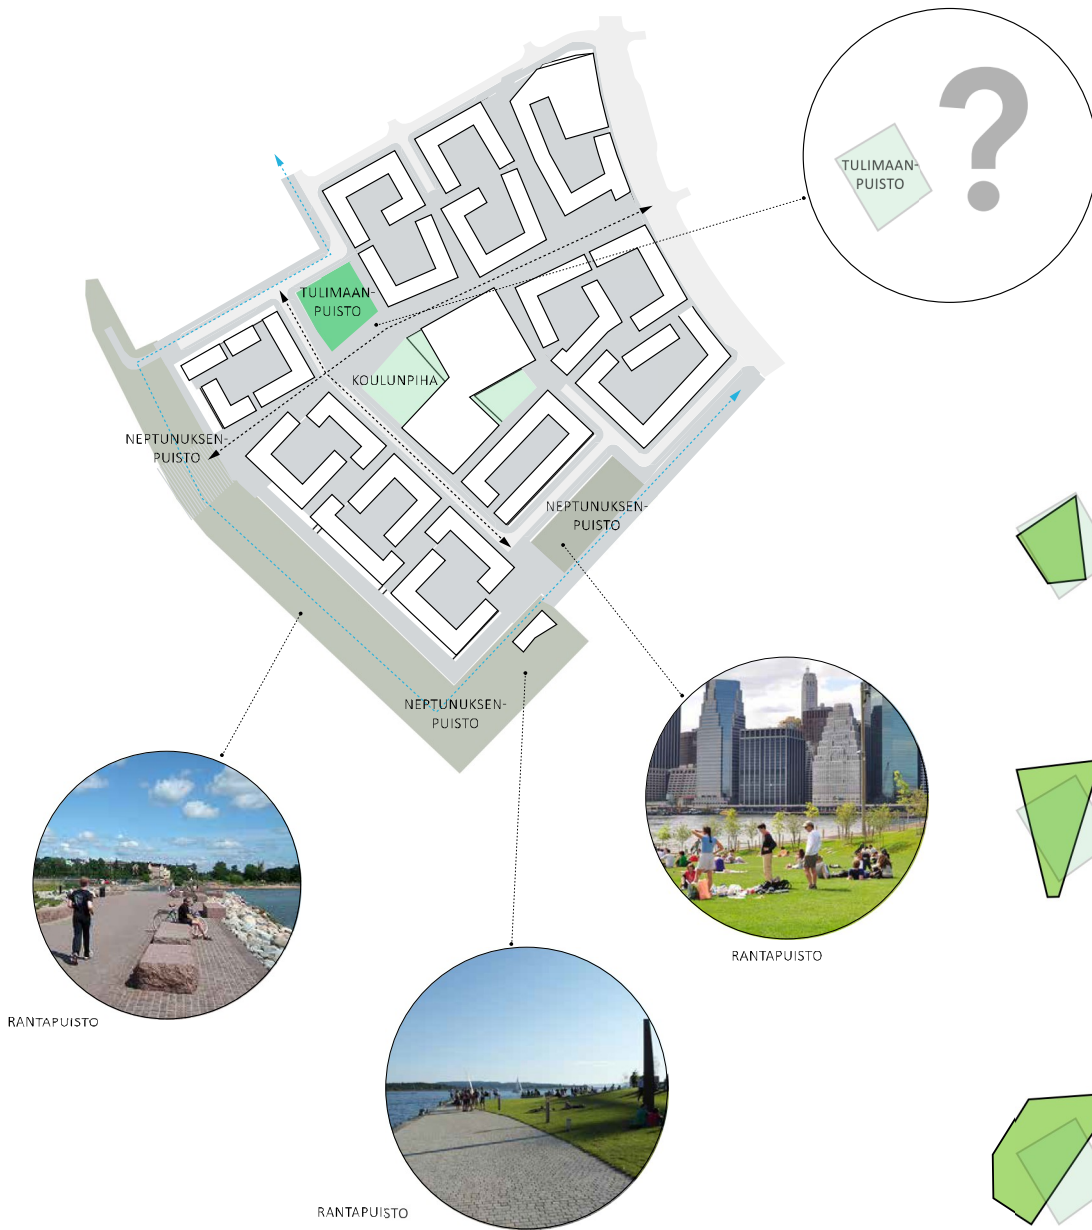 ?
TULIMAAN-
PUISTO
TULIMAAN-
PUISTO
KOULUNPIHA
NEPTUNUKSEN-
PUISTO
NEPTUNUKSEN-
PUISTO
NEPTUNUKSEN-
PUISTO
RANTAPUISTO
RANTAPUISTO
RANTAPUISTO